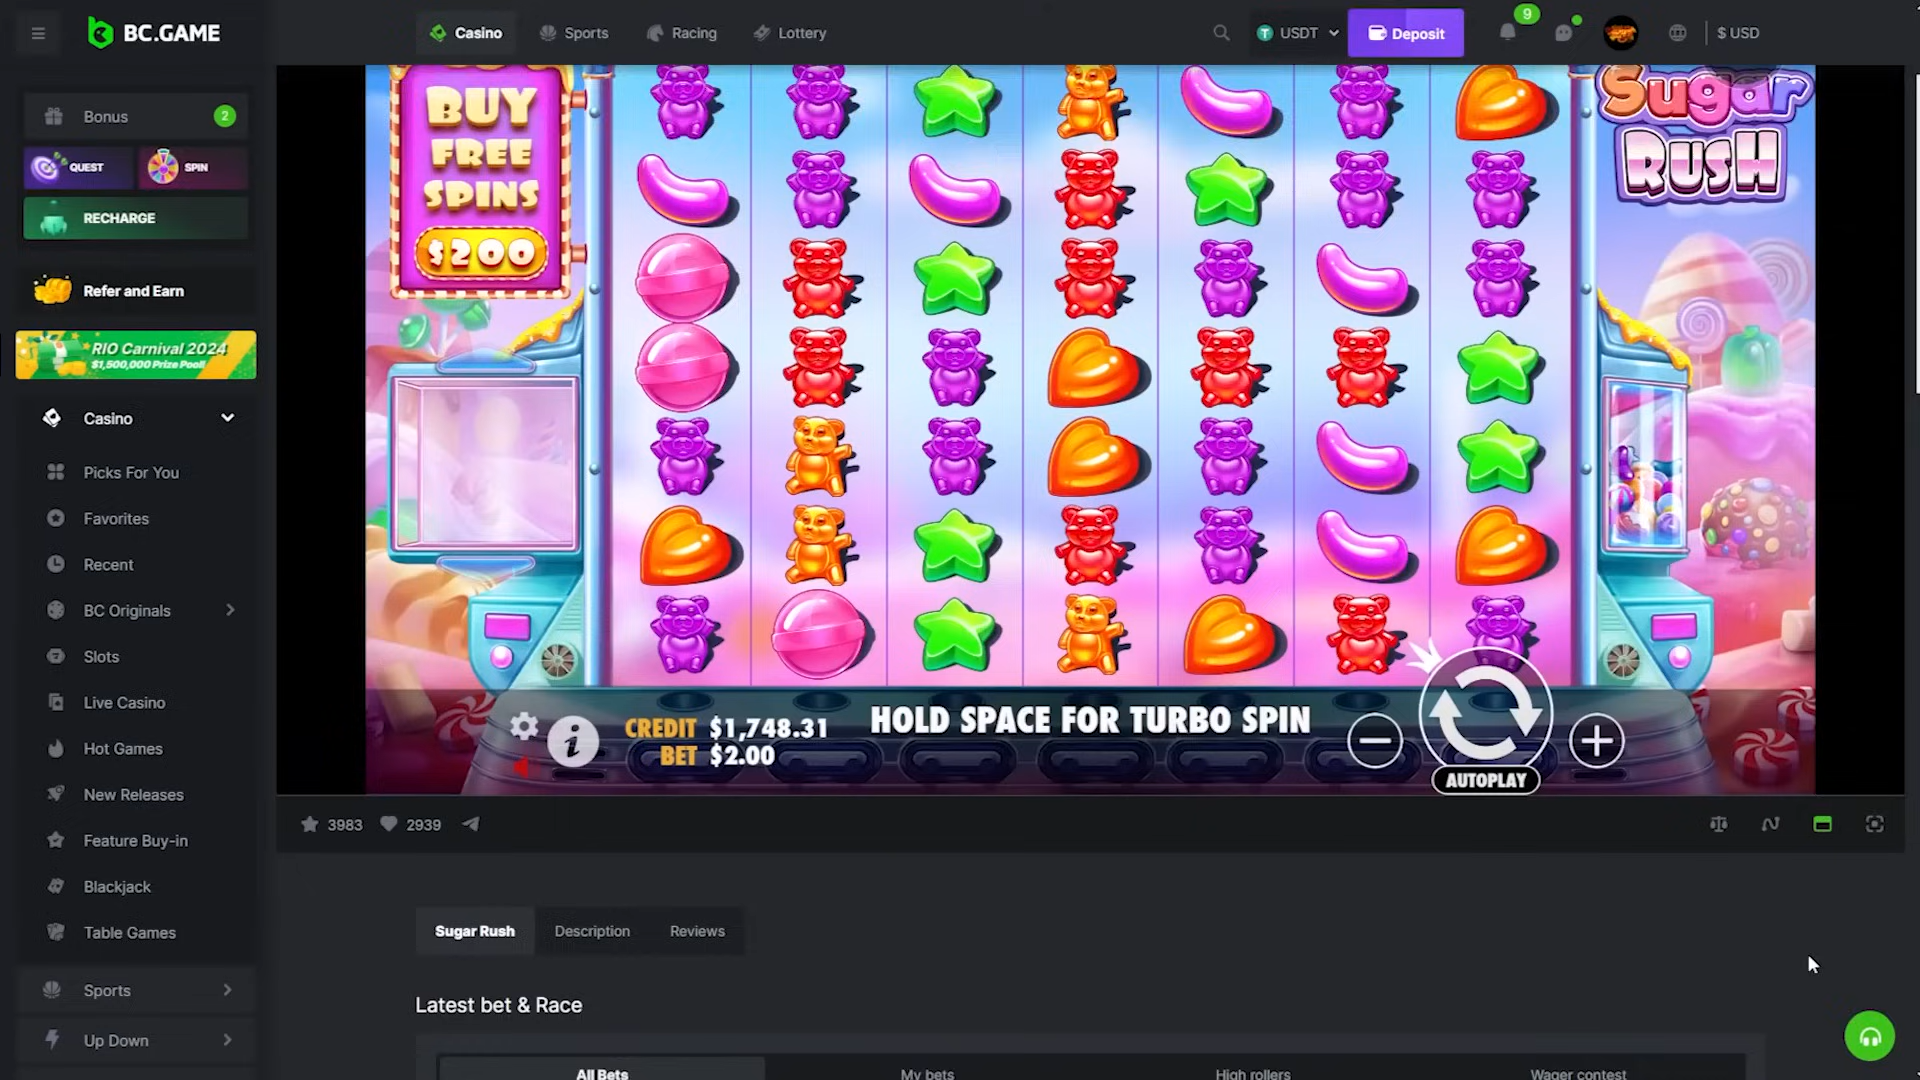 BC.GAME
Casino
Sports
Racing
Lottery
USDT
Deposit
9
$ USD
Bonus
2
QUEST
SPIN
RECHARGE
Refer and Earn
RIO Carnival 2024
$1,500,000 Prize Pool!
Casino
Picks For You
Favorites
Recent
BC Originals
Slots
Live Casino
Hot Games
New Releases
Feature Buy-in
Blackjack
Table Games
Sports
Up Down
BUY
FREE
SPINS
$200
Sugar
RUSH
CREDIT $1,748.31
BET $2.00
HOLD SPACE FOR TURBO SPIN
AUTOPLAY
3983
2939
Sugar Rush
Description
Reviews
Latest bet & Race
All Bets
My bets
High rollers
Wager contest